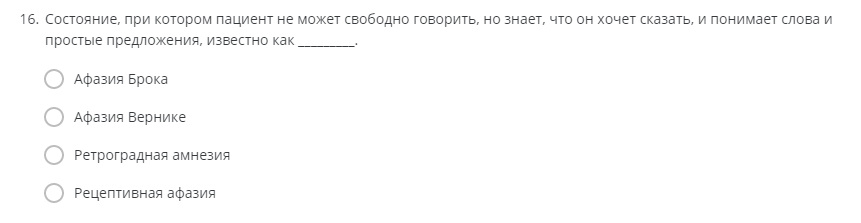 16. Состояние, при котором пациент не может свободно говорить, но знает, что он хочет сказать, и понимает слова и
простые предложения, известно как _________.
Афазия Брока
Афазия Вернике
Ретроградная амнезия
Рецептивная афазия